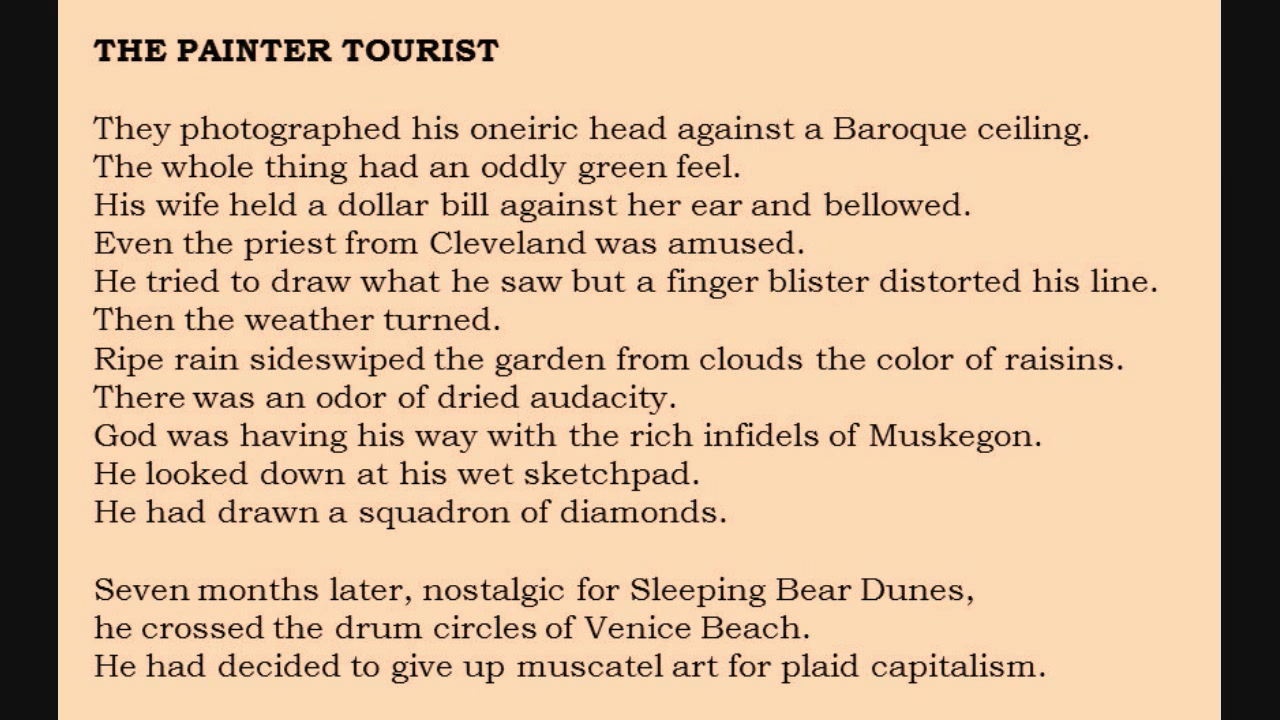 THE PAINTER TOURIST
They photographed his oneiric head against a Baroque ceiling.
The whole thing had an oddly green feel.
His wife held a dollar bill against her ear and bellowed.
Even the priest from Cleveland was amused.
He tried to draw what he saw but a finger blister distorted his line.
Then the weather turned.
Ripe rain sideswiped the garden from clouds the color of raisins.
There was an odor of dried audacity.
God was having his way with the rich infidels of Muskegon.
He looked down at his wet sketchpad.
He had drawn a squadron of diamonds.
Seven months later, nostalgic for Sleeping Bear Dunes,
he crossed the drum circles of Venice Beach.
He had decided to give up muscatel art for plaid capitalism.